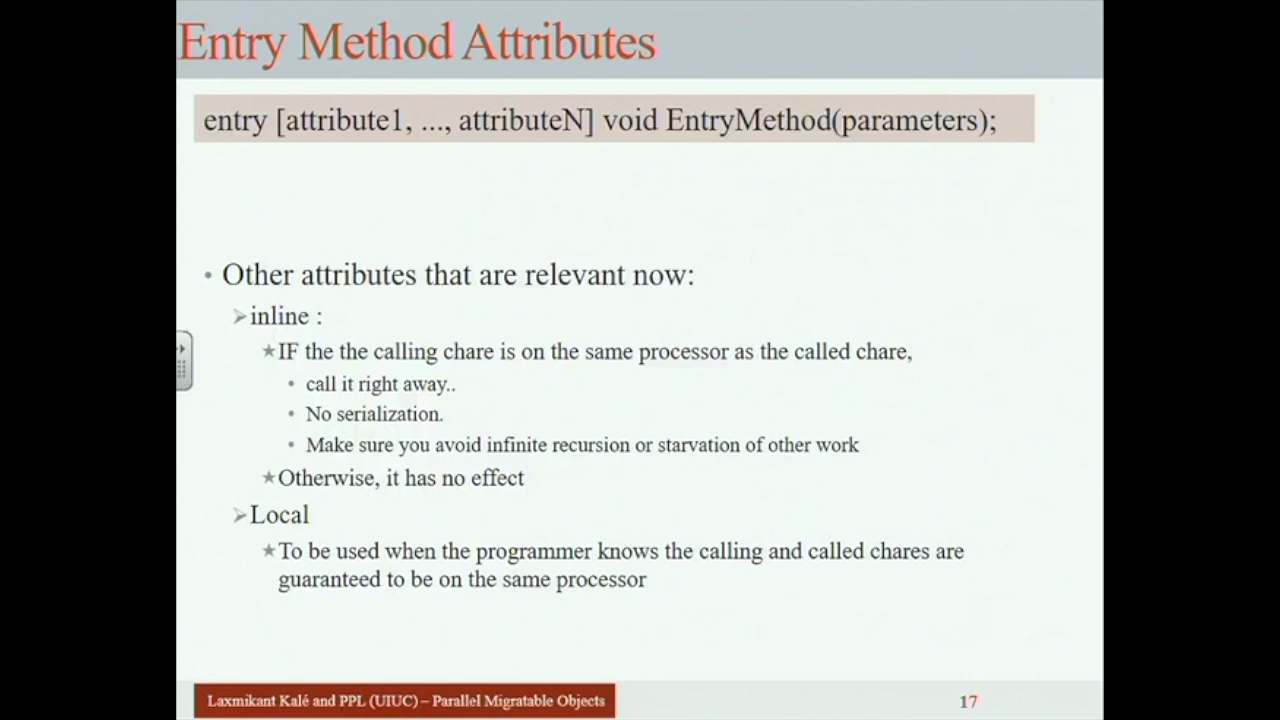 Entry Method Attributes
entry [attribute1, ..., attributeN] void EntryMethod(parameters);
• Other attributes that are relevant now:
➢inline :
★IF the the calling chare is on the same processor as the called chare,
• call it right away..
• No serialization.
• Make sure you avoid infinite recursion or starvation of other work
★Otherwise, it has no effect
➢Local
★To be used when the programmer knows the calling and called chares are
guaranteed to be on the same processor
Laxmikant Kalé and PPL (UIUC) – Parallel Migratable Objects
17